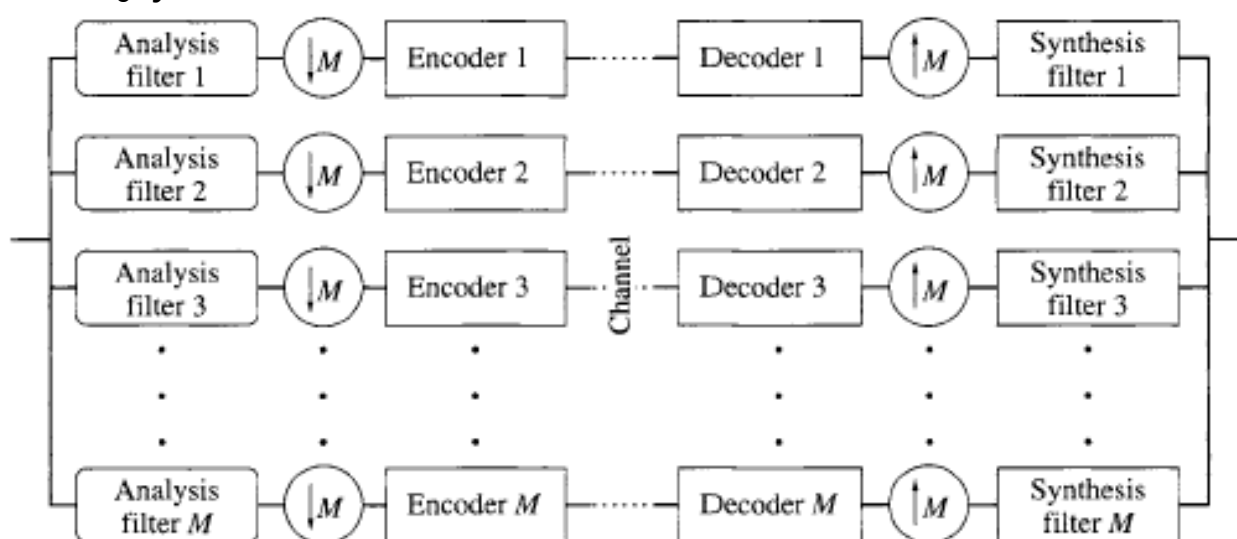 Analysis filter 1
↓M
Encoder 1
Decoder 1
↑M
Synthesis filter 1
Analysis filter 2
↓M
Encoder 2
Decoder 2
↑M
Synthesis filter 2
Analysis filter 3
↓M
Encoder 3
Channel
Decoder 3
↑M
Synthesis filter 3
Analysis filter M
↓M
Encoder M
Decoder M
↑M
Synthesis filter M